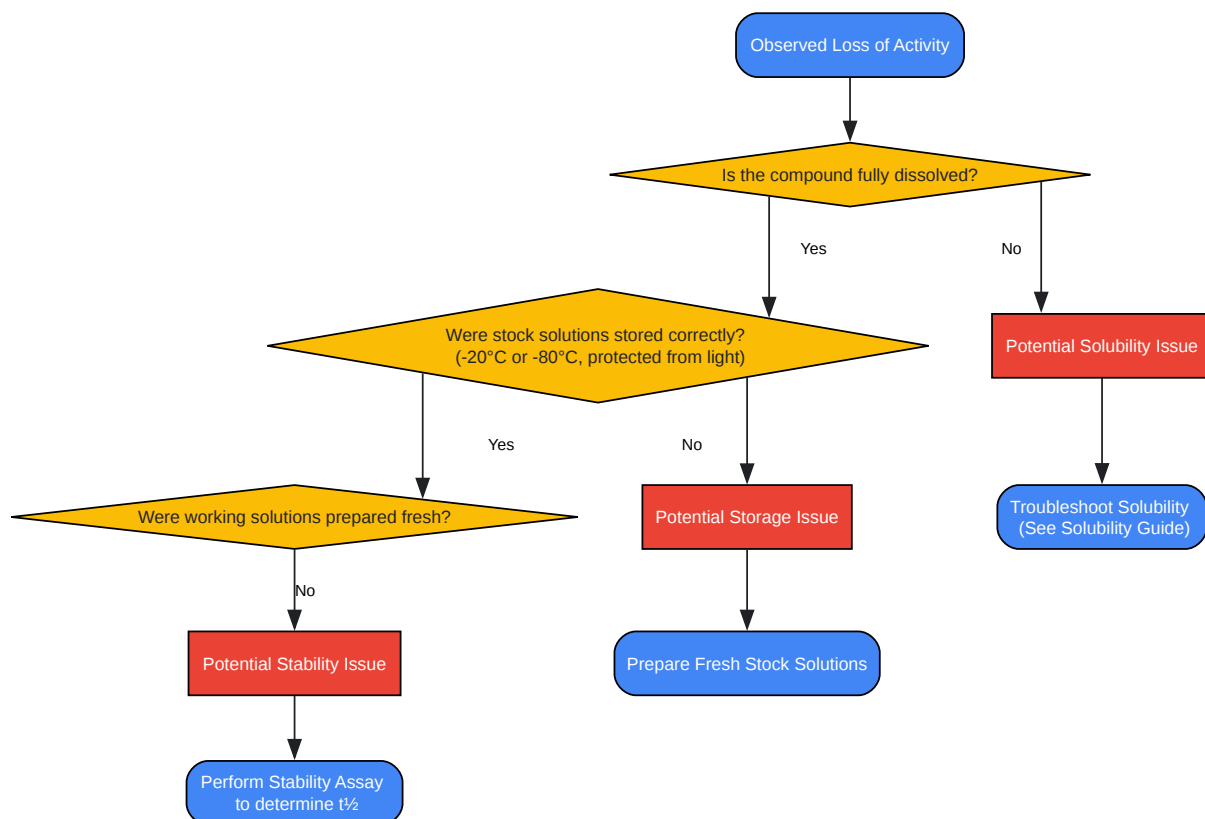 Observed Loss of Activity
Is the compound fully dissolved?
Yes
No
Were stock solutions stored correctly?
(-20°C or -80°C, protected from light)
Potential Solubility Issue
Yes
No
Were working solutions prepared fresh?
Potential Storage Issue
Troubleshoot Solubility
(See Solubility Guide)
No
Potential Stability Issue
Prepare Fresh Stock Solutions
Perform Stability Assay
to determine t½